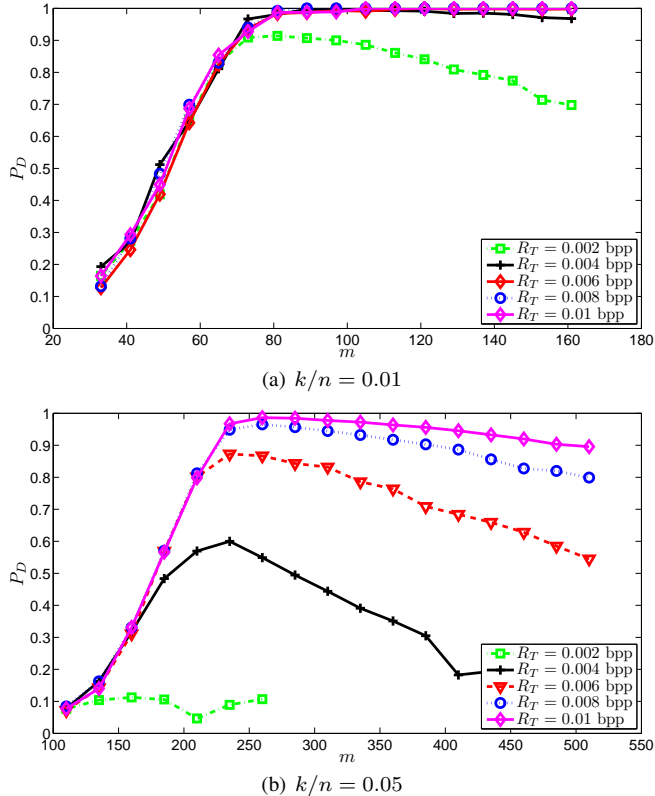 1
0.9
0.8
0.7
0.6
0.5
0.4
0.3
0.2
0.1
0
P_D
20 40 60 80 100 120 140 160 180
m
R_T = 0.002 bpp
R_T = 0.004 bpp
R_T = 0.006 bpp
R_T = 0.008 bpp
R_T = 0.01 bpp
(a) k/n = 0.01
1
0.9
0.8
0.7
0.6
0.5
0.4
0.3
0.2
0.1
0
P_D
100 150 200 250 300 350 400 450 500 550
m
R_T = 0.002 bpp
R_T = 0.004 bpp
R_T = 0.006 bpp
R_T = 0.008 bpp
R_T = 0.01 bpp
(b) k/n = 0.05